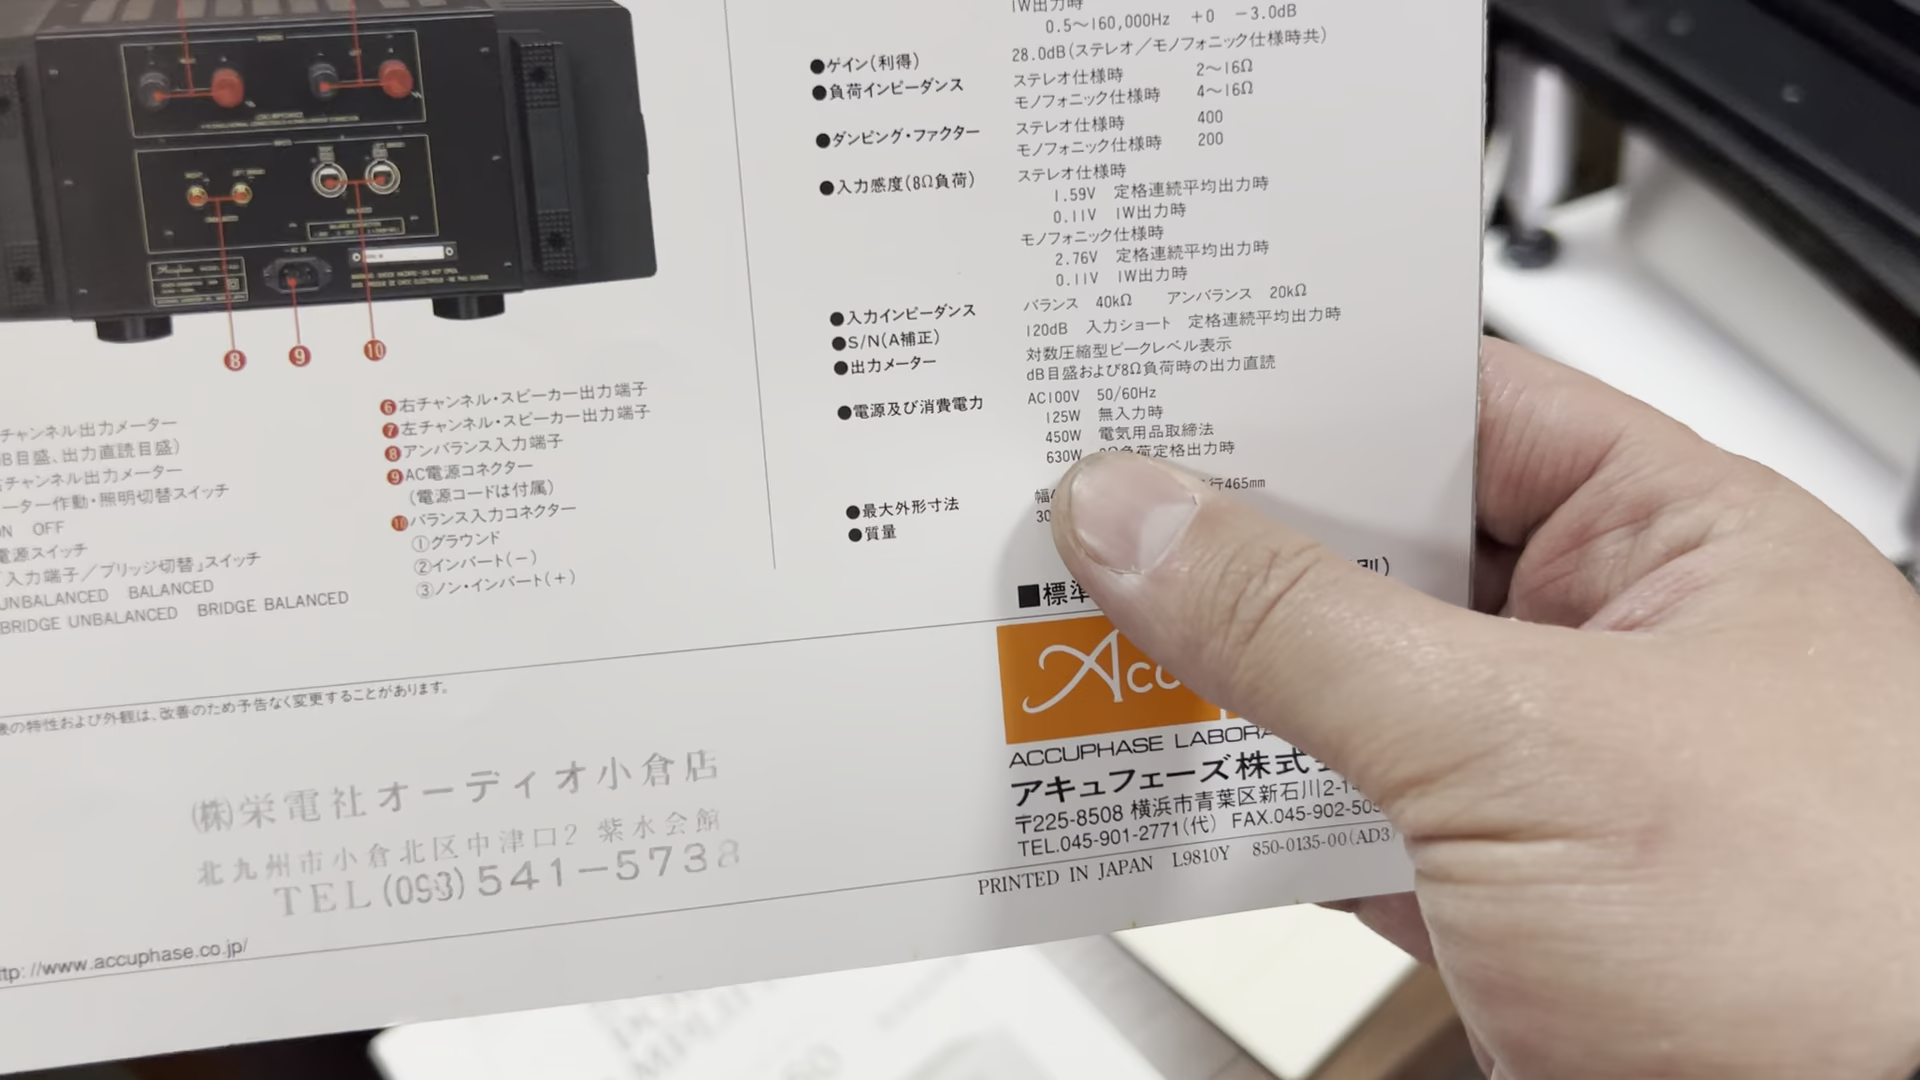 1W出力時
0.5〜160,000Hz +0 −3.0dB
●ゲイン(利得) 28.0dB(ステレオ/モノフォニック仕様時共)
●負荷インピーダンス ステレオ仕様時 2〜16Ω
モノフォニック仕様時 4〜16Ω
●ダンピング・ファクター ステレオ仕様時 400
モノフォニック仕様時 200
●入力感度(8Ω負荷) ステレオ仕様時
1.59V 定格連続平均出力時
0.11V 1W出力時
モノフォニック仕様時
2.76V 定格連続平均出力時
0.11V 1W出力時
●入力インピーダンス バランス 40kΩ アンバランス 20kΩ
●S/N(A補正) 120dB 入力ショート 定格連続平均出力時
●出力メーター 対数圧縮型ピークレベル表示
dB目盛および8Ω負荷時の出力直読
●電源及び消費電力 AC100V 50/60Hz
125W 無入力時
450W 電気用品取締法
630W 負荷定格出力時
●最大外形寸法 幅 行465mm
●質量 30
■標準
8
9
10
チャンネル出力メーター
B目盛、出力直読目盛)
チャンネル出力メーター
ーター作動・照明切替スイッチ
ON OFF
電源スイッチ
「入力端子/ブリッジ切替」スイッチ
UNBALANCED BALANCED
BRIDGE UNBALANCED BRIDGE BALANCED
6右チャンネル・スピーカー出力端子
7左チャンネル・スピーカー出力端子
8アンバランス入力端子
9AC電源コネクター
(電源コードは付属)
10バランス入力コネクター
①グラウンド
②インバート(−)
③ノン・インバート(+)
の特性および外観は、改善のため予告なく変更することがあります。
(株)栄電社オーディオ小倉店
北九州市小倉北区中津口2 紫水会館
TEL(093)541−5738
ttp://www.accuphase.co.jp/
Acc
ACCUPHASE LABORA
アキュフェーズ株式
〒225-8508 横浜市青葉区新石川2-14
TEL.045-901-2771(代) FAX.045-902-505
PRINTED IN JAPAN L9810Y 850-0135-00(AD3)